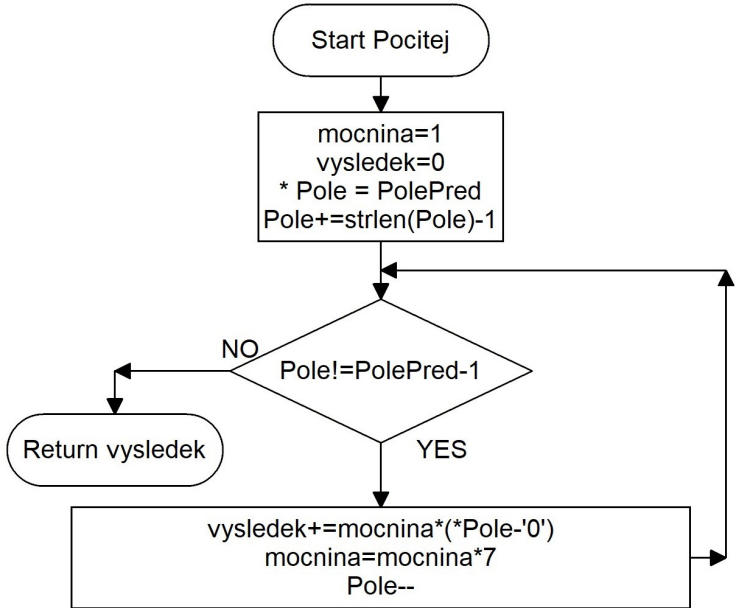 Start Pocitej
mocnina=1
vysledek=0
* Pole = PolePred
Pole+=strlen(Pole)-1
NO
Pole!=PolePred-1
Return vysledek
YES
vysledek+=mocnina*(*Pole-'0')
mocnina=mocnina*7
Pole--